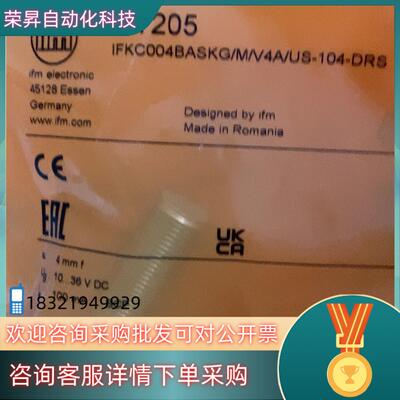 荣昇自动化科技
205
IFKC004BASKG/M/V4A/US-104-DRS
ifm electronic
45128 Essen
Germany
www.ifm.com
Designed by ifm
Made in Romania
CE
EAC
UK
CA
4 mm f
10...36 V DC
100
18321949929
欢迎咨询采购批发可对公开票
咨询客服详情下单采购